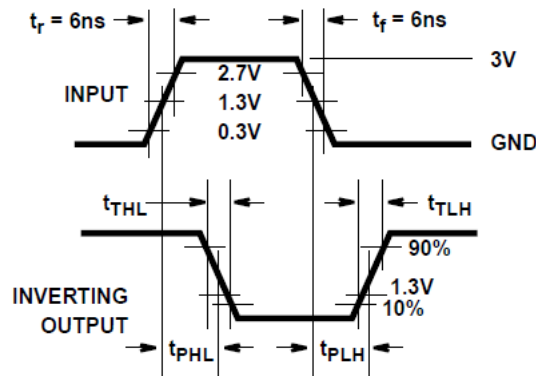 tr = 6ns
tf = 6ns
3V
INPUT
2.7V
1.3V
0.3V
GND
tTHL
tTLH
90%
1.3V
10%
INVERTING
OUTPUT
tPHL
tPLH